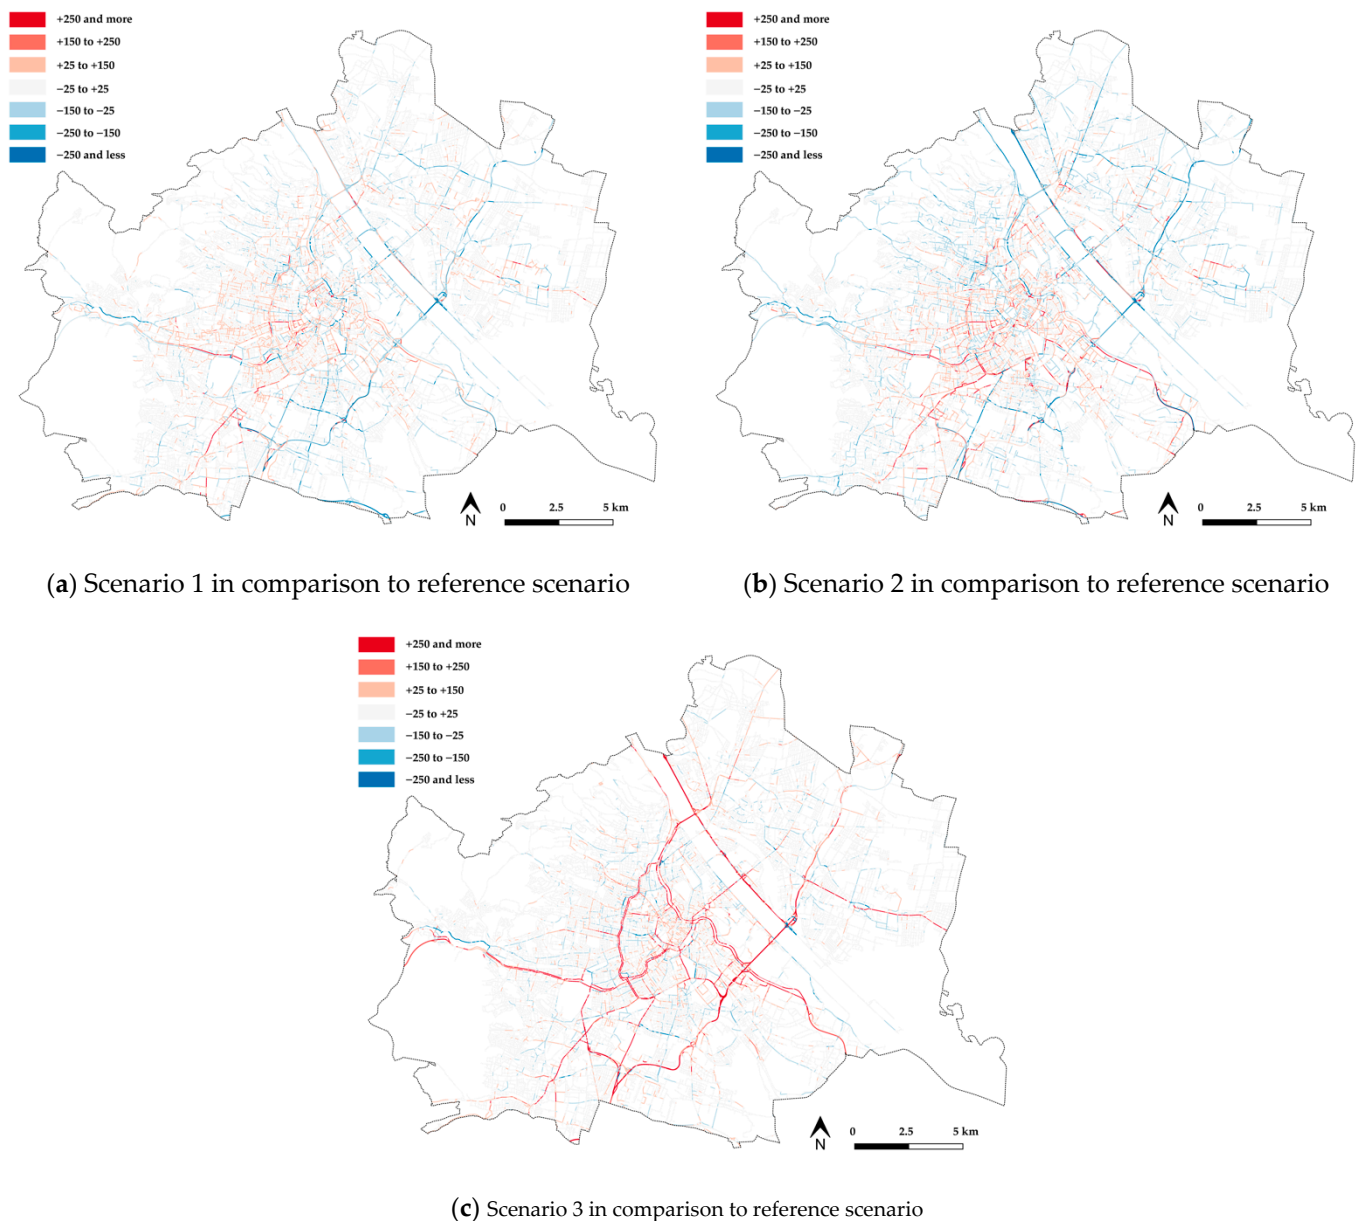 +250 and more
+150 to +250
+25 to +150
−25 to +25
−150 to −25
−250 to −150
−250 and less
N
0 2.5 5 km
(a) Scenario 1 in comparison to reference scenario
+250 and more
+150 to +250
+25 to +150
−25 to +25
−150 to −25
−250 to −150
−250 and less
N
0 2.5 5 km
(b) Scenario 2 in comparison to reference scenario
+250 and more
+150 to +250
+25 to +150
−25 to +25
−150 to −25
−250 to −150
−250 and less
N
0 2.5 5 km
(c) Scenario 3 in comparison to reference scenario